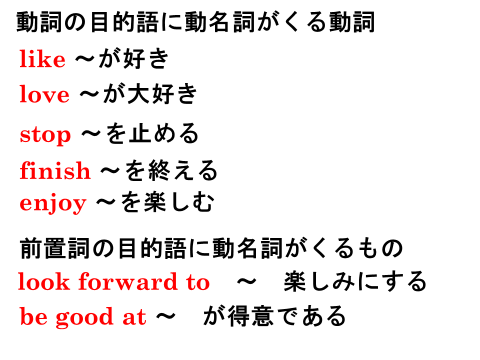 動詞の目的語に動名詞がくる動詞
like ～が好き
love ～が大好き
stop ～を止める
finish ～を終える
enjoy ～を楽しむ
前置詞の目的語に動名詞がくるもの
look forward to　～　楽しみにする
be good at ～　が得意である